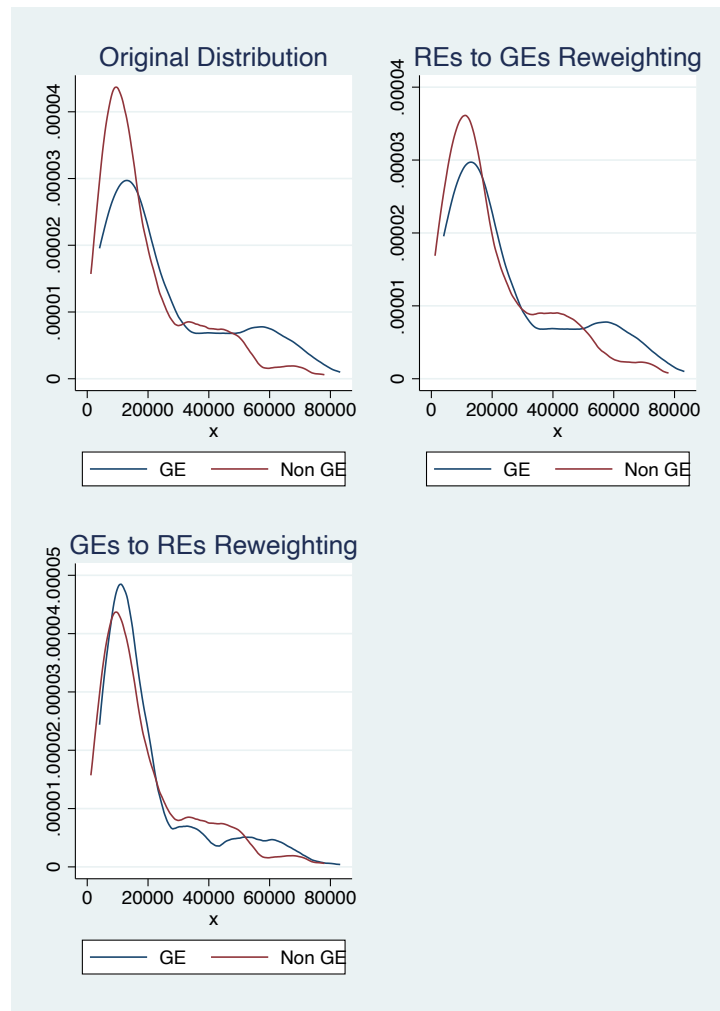 Original Distribution
.00004
.00003
.00002
.00001
0
0 20000 40000 60000 80000
x
GE Non GE
REs to GEs Reweighting
.00004
.00003
.00002
.00001
0
0 20000 40000 60000 80000
x
GE Non GE
GEs to REs Reweighting
.00005
.00004
.00003
.00002
.00001
0
0 20000 40000 60000 80000
x
GE Non GE